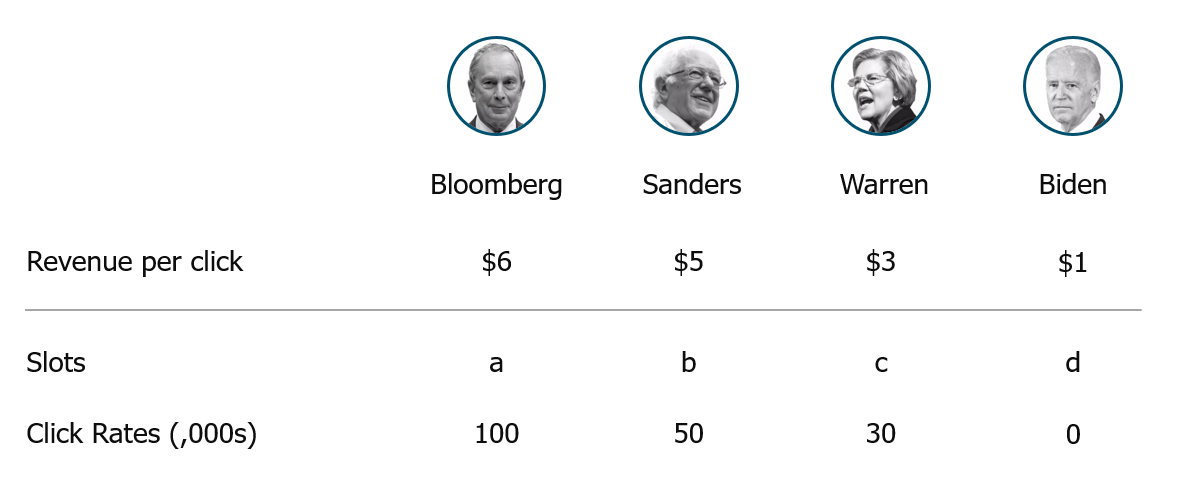 Bloomberg Sanders Warren Biden
Revenue per click $6 $5 $3 $1
Slots a b c d
Click Rates (,000s) 100 50 30 0